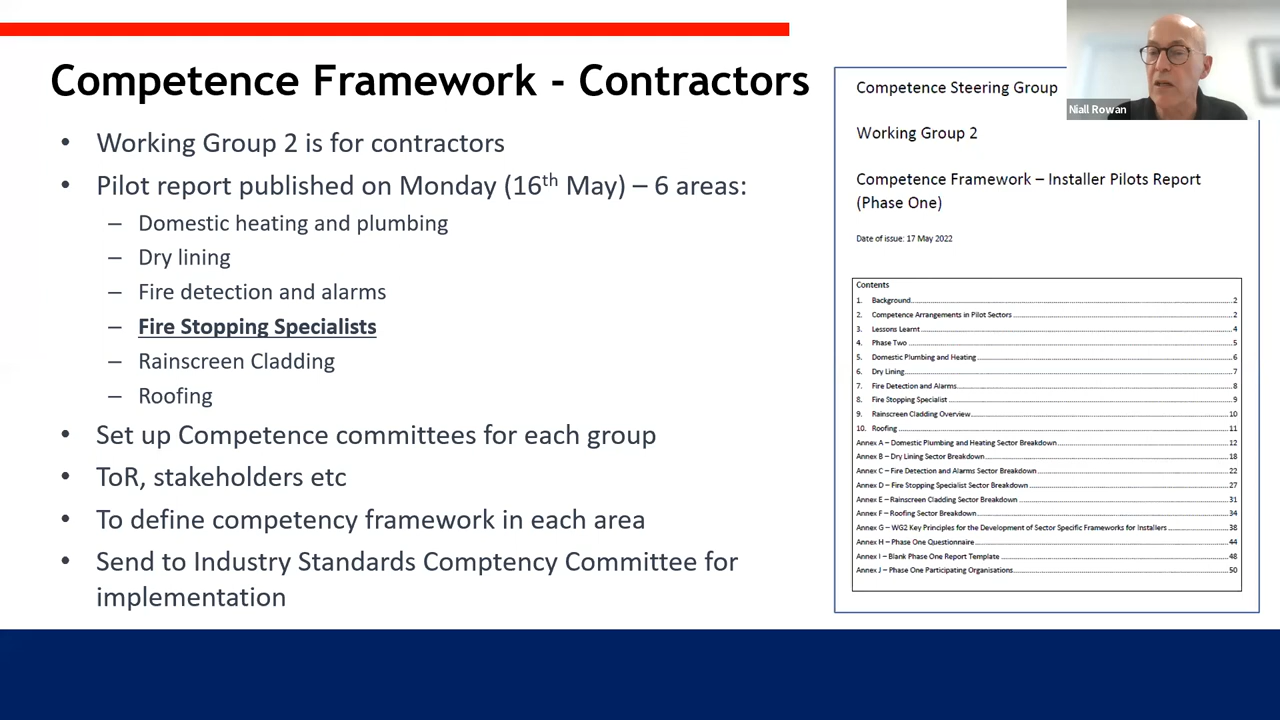 Competence Framework - Contractors
• Working Group 2 is for contractors
• Pilot report published on Monday (16th May) – 6 areas:
– Domestic heating and plumbing
– Dry lining
– Fire detection and alarms
– Fire Stopping Specialists
– Rainscreen Cladding
– Roofing
• Set up Competence committees for each group
• ToR, stakeholders etc
• To define competency framework in each area
• Send to Industry Standards Comptency Committee for
implementation
Competence Steering Group
Working Group 2
Competence Framework – Installer Pilots Report
(Phase One)
Date of issue: 17 May 2022
Contents
1. Background 2
2. Competence Arrangements in Pilot Sectors 2
3. Lessons Learnt 4
4. Phase Two 5
5. Domestic Plumbing and Heating 6
6. Dry Lining 7
7. Fire Detection and Alarms 8
8. Fire Stopping Specialist 9
9. Rainscreen Cladding Overview 10
10. Roofing 11
Annex A – Domestic Plumbing and Heating Sector Breakdown 12
Annex B – Dry Lining Sector Breakdown 18
Annex C – Fire Detection and Alarms Sector Breakdown 22
Annex D – Fire Stopping Specialist Sector Breakdown 27
Annex E – Rainscreen Cladding Sector Breakdown 31
Annex F – Roofing Sector Breakdown 34
Annex G – WG2 Key Principles for the Development of Sector Specific Frameworks for Installers 38
Annex H – Phase One Questionnaire 44
Annex I – Blank Phase One Report Template 48
Annex J – Phase One Participating Organisations 50
Niall Rowan